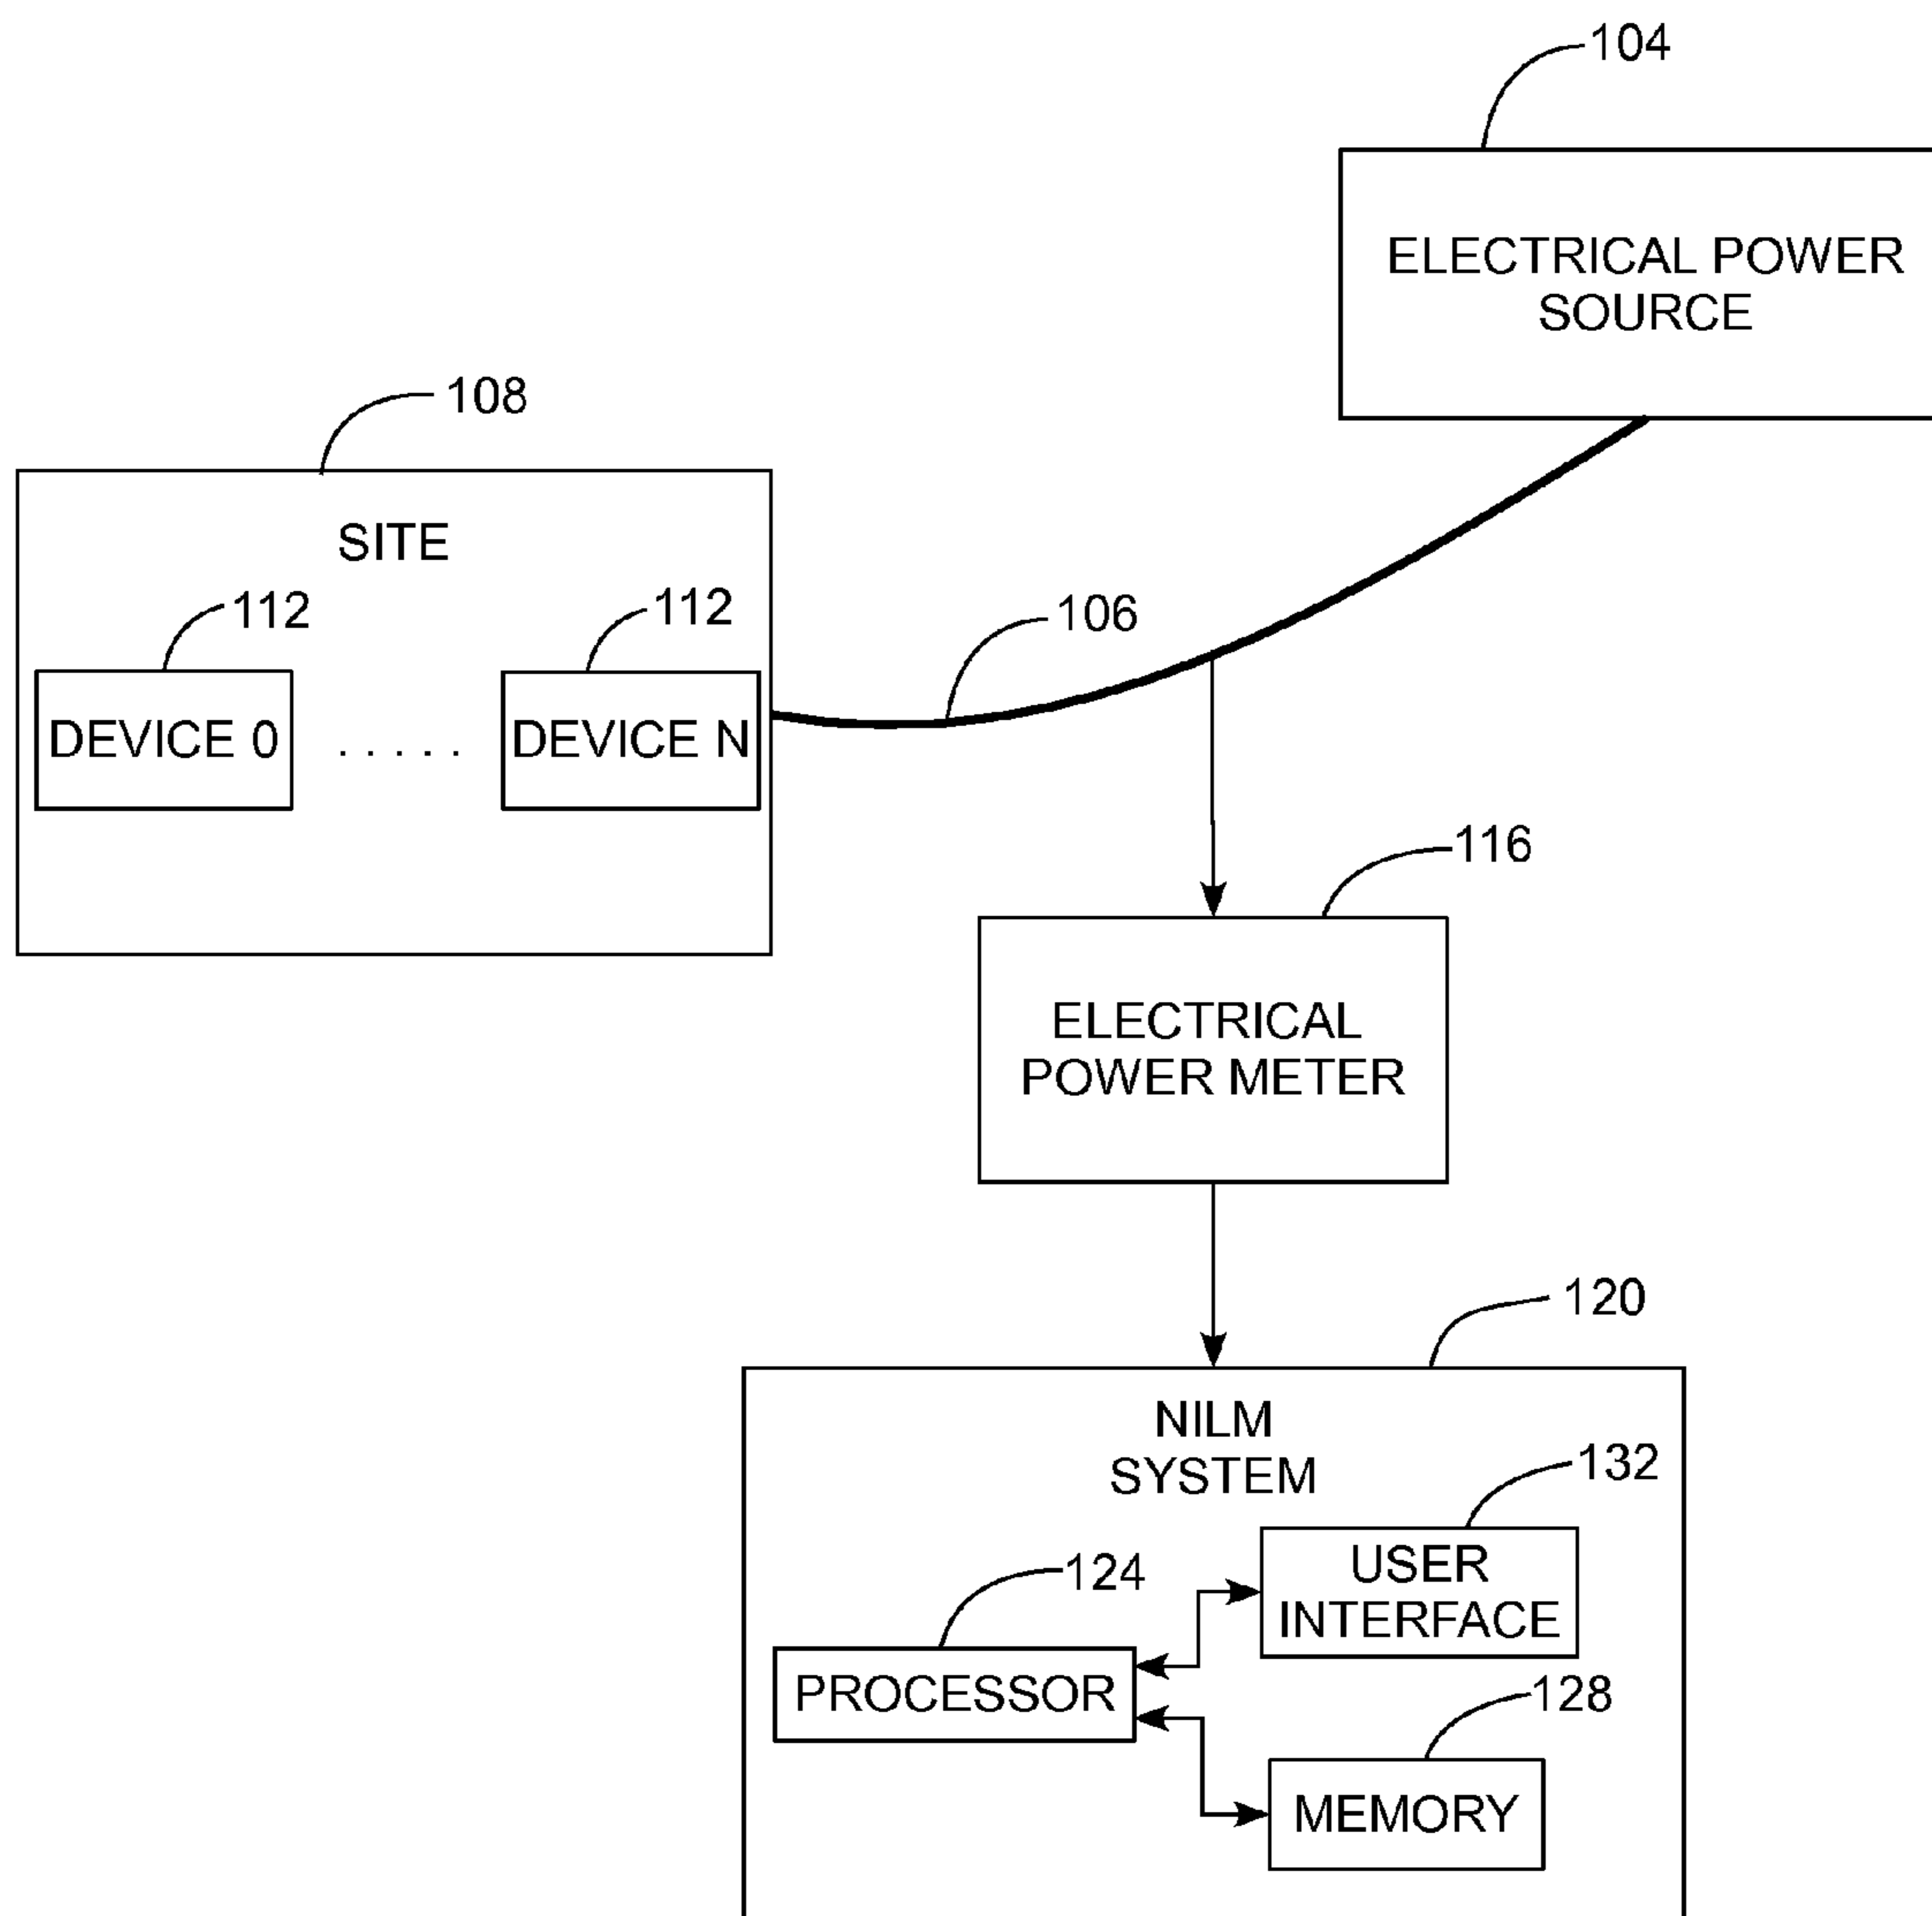 104
ELECTRICAL POWER
SOURCE
108
SITE
112
112
106
DEVICE 0
. . . . .
DEVICE N
116
ELECTRICAL
POWER METER
120
NILM
SYSTEM
132
USER
INTERFACE
124
PROCESSOR
128
MEMORY